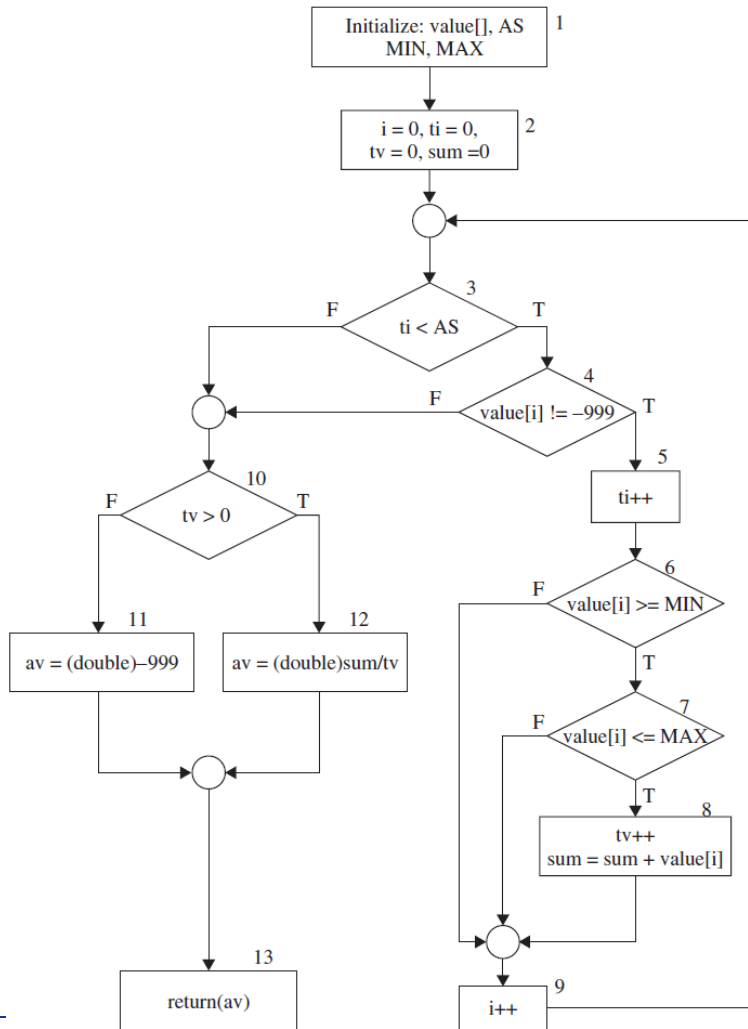 Initialize: value[], AS
MIN, MAX
1
i = 0, ti = 0,
tv = 0, sum =0
2
3
F
T
ti < AS
4
F
value[i] != –999
T
5
ti++
10
F
T
tv > 0
6
F
value[i] >= MIN
T
11
av = (double)–999
12
av = (double)sum/tv
7
F
value[i] <= MAX
T
8
tv++
sum = sum + value[i]
13
return(av)
9
i++